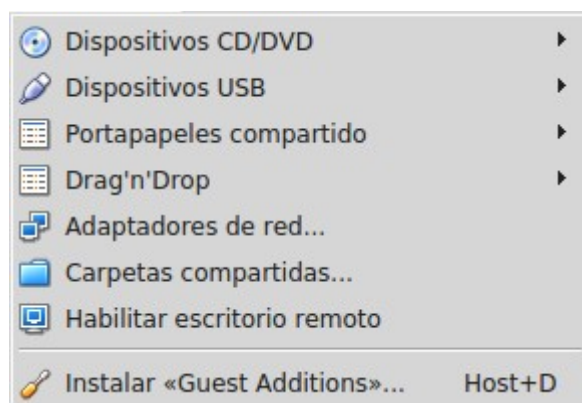 Dispositivos CD/DVD
Dispositivos USB
Portapapeles compartido
Drag'n'Drop
Adaptadores de red...
Carpetas compartidas...
Habilitar escritorio remoto
Instalar «Guest Additions»... Host+D